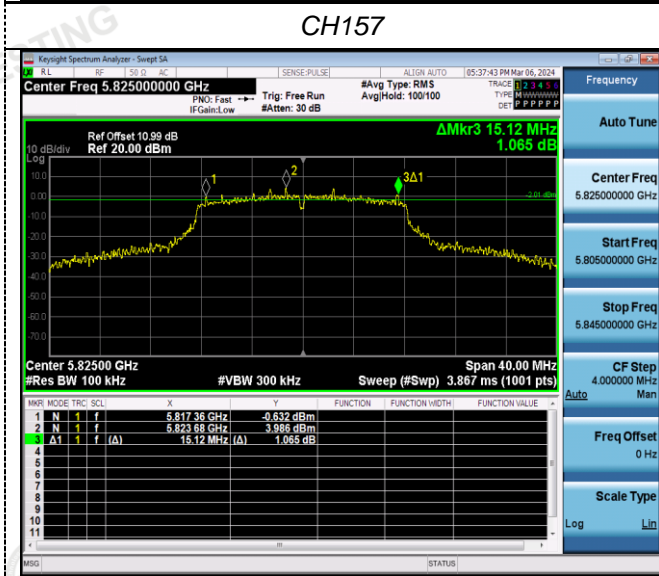 TESTING
CH157
Keysight Spectrum Analyzer - Swept SA
RL RF 50 Ω AC SENSE:PULSE ALIGN AUTO 05:37:43 PM Mar 06, 2024
Center Freq 5.825000000 GHz
PNO: Fast
IFGain:Low
Trig: Free Run
#Atten: 30 dB
#Avg Type: RMS
Avg|Hold: 100/100
TRACE 1 2 3 4 5 6
TYPE M WWWWW
DET P P P P P P
Frequency
Auto Tune
Center Freq
5.825000000 GHz
Start Freq
5.805000000 GHz
Stop Freq
5.845000000 GHz
CF Step
4.000000 MHz
Auto Man
Freq Offset
0 Hz
Scale Type
Log Lin
ΔMkr3 15.12 MHz
1.065 dB
Ref Offset 10.99 dB
10 dB/div Ref 20.00 dBm
Log
10.0
0.00
-10.0
-20.0
-30.0
-40.0
-50.0
-60.0
-70.0
1
2
3Δ1
-2.01 dBm
Center 5.82500 GHz Span 40.00 MHz
#Res BW 100 kHz #VBW 300 kHz Sweep (#Swp) 3.867 ms (1001 pts)
MKR MODE TRC SCL X Y FUNCTION FUNCTION WIDTH FUNCTION VALUE
1 N 1 f 5.817 36 GHz -0.632 dBm
2 N 1 f 5.823 68 GHz 3.986 dBm
3 Δ1 1 f (Δ) 15.12 MHz (Δ) 1.065 dB
4
5
6
7
8
9
10
11
MSG STATUS